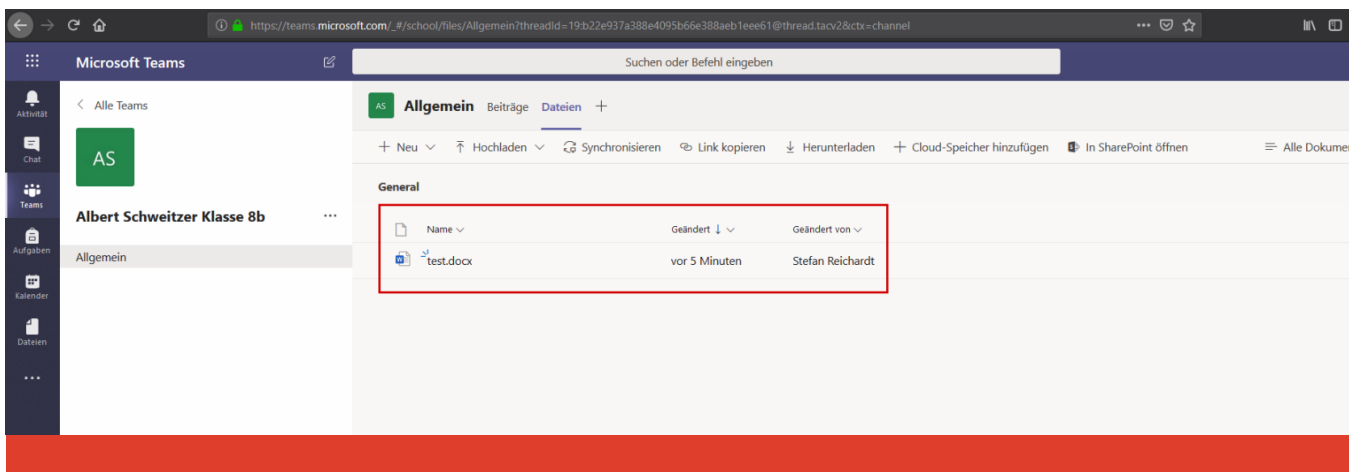 https://teams.microsoft.com/_#/school/files/Allgemein?threadId=19:b22e937a388e4095b66e388aeb1eee61@thread.tacv2&ctx=channel
Microsoft Teams
Suchen oder Befehl eingeben
Aktivität
Chat
Teams
Aufgaben
Kalender
Dateien
Alle Teams
AS
Albert Schweitzer Klasse 8b
Allgemein
AS Allgemein Beiträge Dateien
Neu Hochladen Synchronisieren Link kopieren Herunterladen Cloud-Speicher hinzufügen In SharePoint öffnen Alle Dokume
General
Name Geändert Geändert von
test.docx vor 5 Minuten Stefan Reichardt